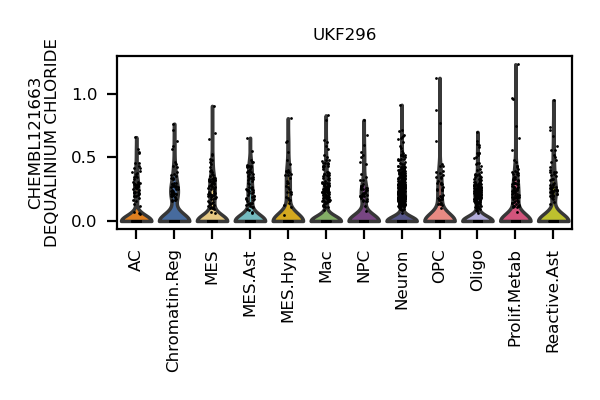 UKF296
CHEMBL121663
DEQUALINIUM CHLORIDE
1.0
0.5
0.0
AC
Chromatin.Reg
MES
MES.Ast
MES.Hyp
Mac
NPC
Neuron
OPC
Oligo
Prolif.Metab
Reactive.Ast